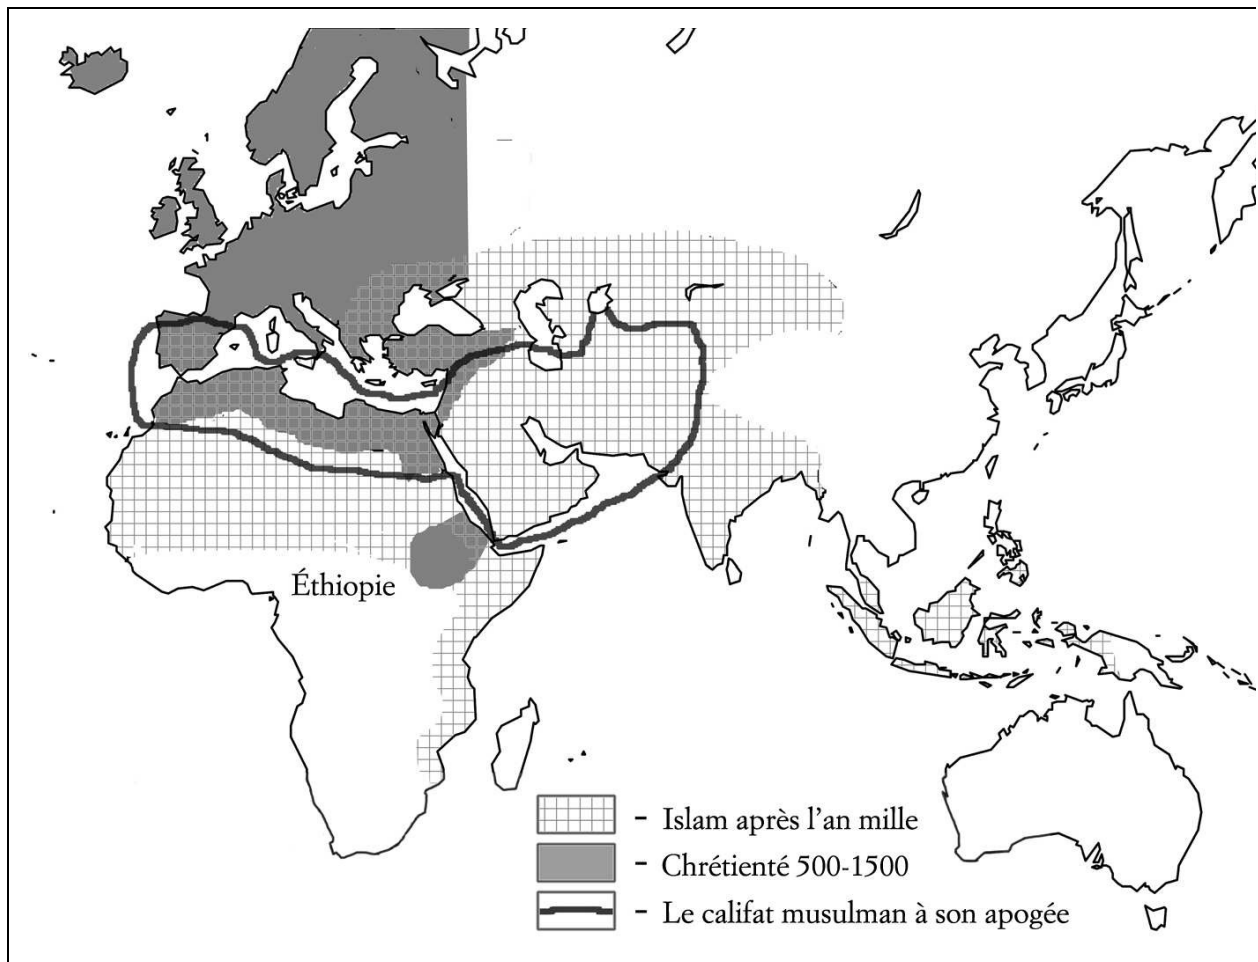 Éthiopie
- Islam après l'an mille
- Chrétienté 500-1500
- Le califat musulman à son apogée